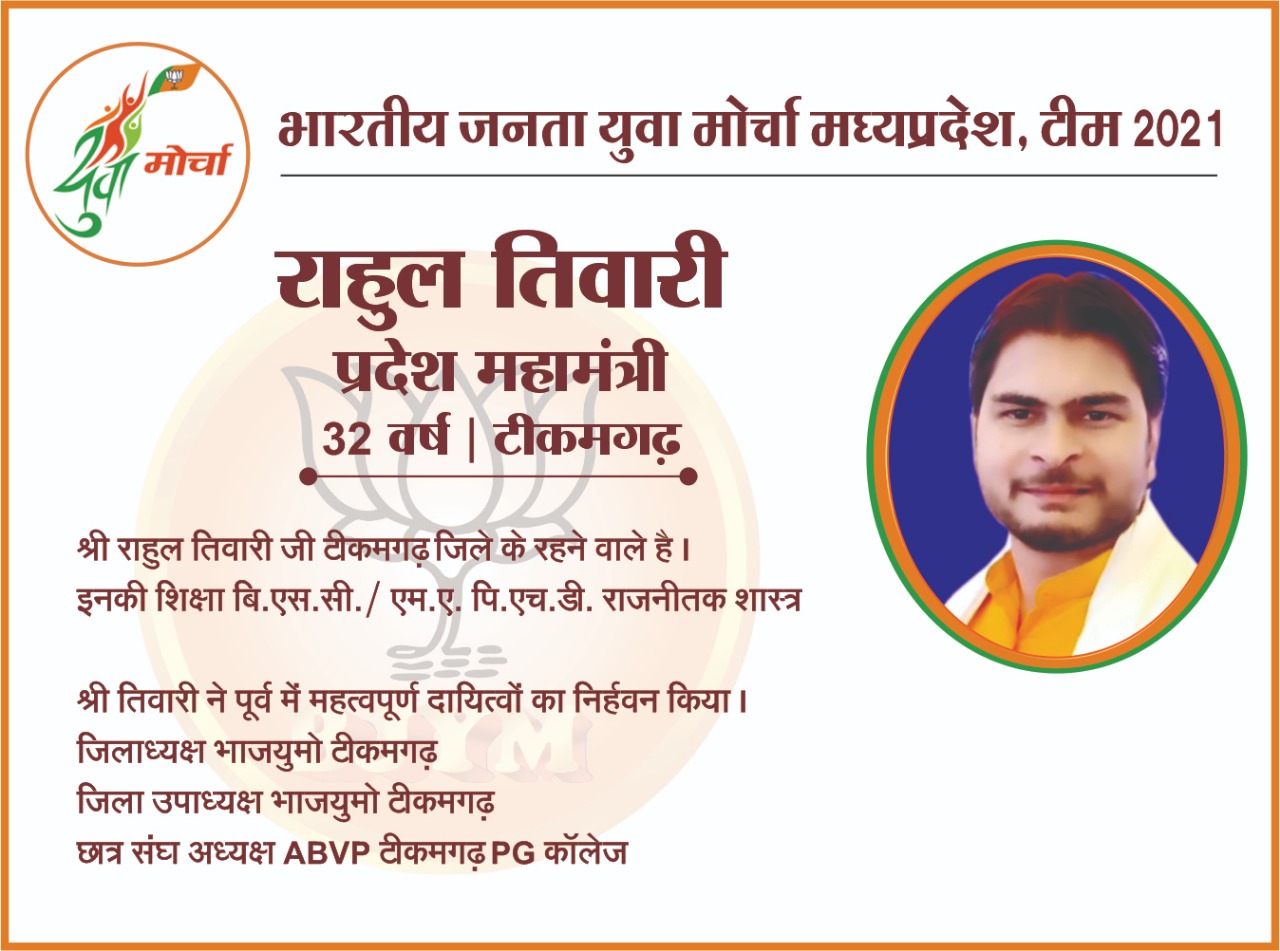 युवा मोर्चा
भारतीय जनता युवा मोर्चा मध्यप्रदेश, टीम 2021
राहुल तिवारी
प्रदेश महामंत्री
32 वर्ष | टीकमगढ़
श्री राहुल तिवारी जी टीकमगढ़ जिले के रहने वाले है।
इनकी शिक्षा बि.एस.सी./ एम.ए. पि.एच.डी. राजनीतक शास्त्र
श्री तिवारी ने पूर्व में महत्वपूर्ण दायित्वों का निर्हवन किया।
BJYM
जिलाध्यक्ष भाजयुमो टीकमगढ़
जिला उपाध्यक्ष भाजयुमो टीकमगढ़
छात्र संघ अध्यक्ष ABVP टीकमगढ़ PG कॉलेज